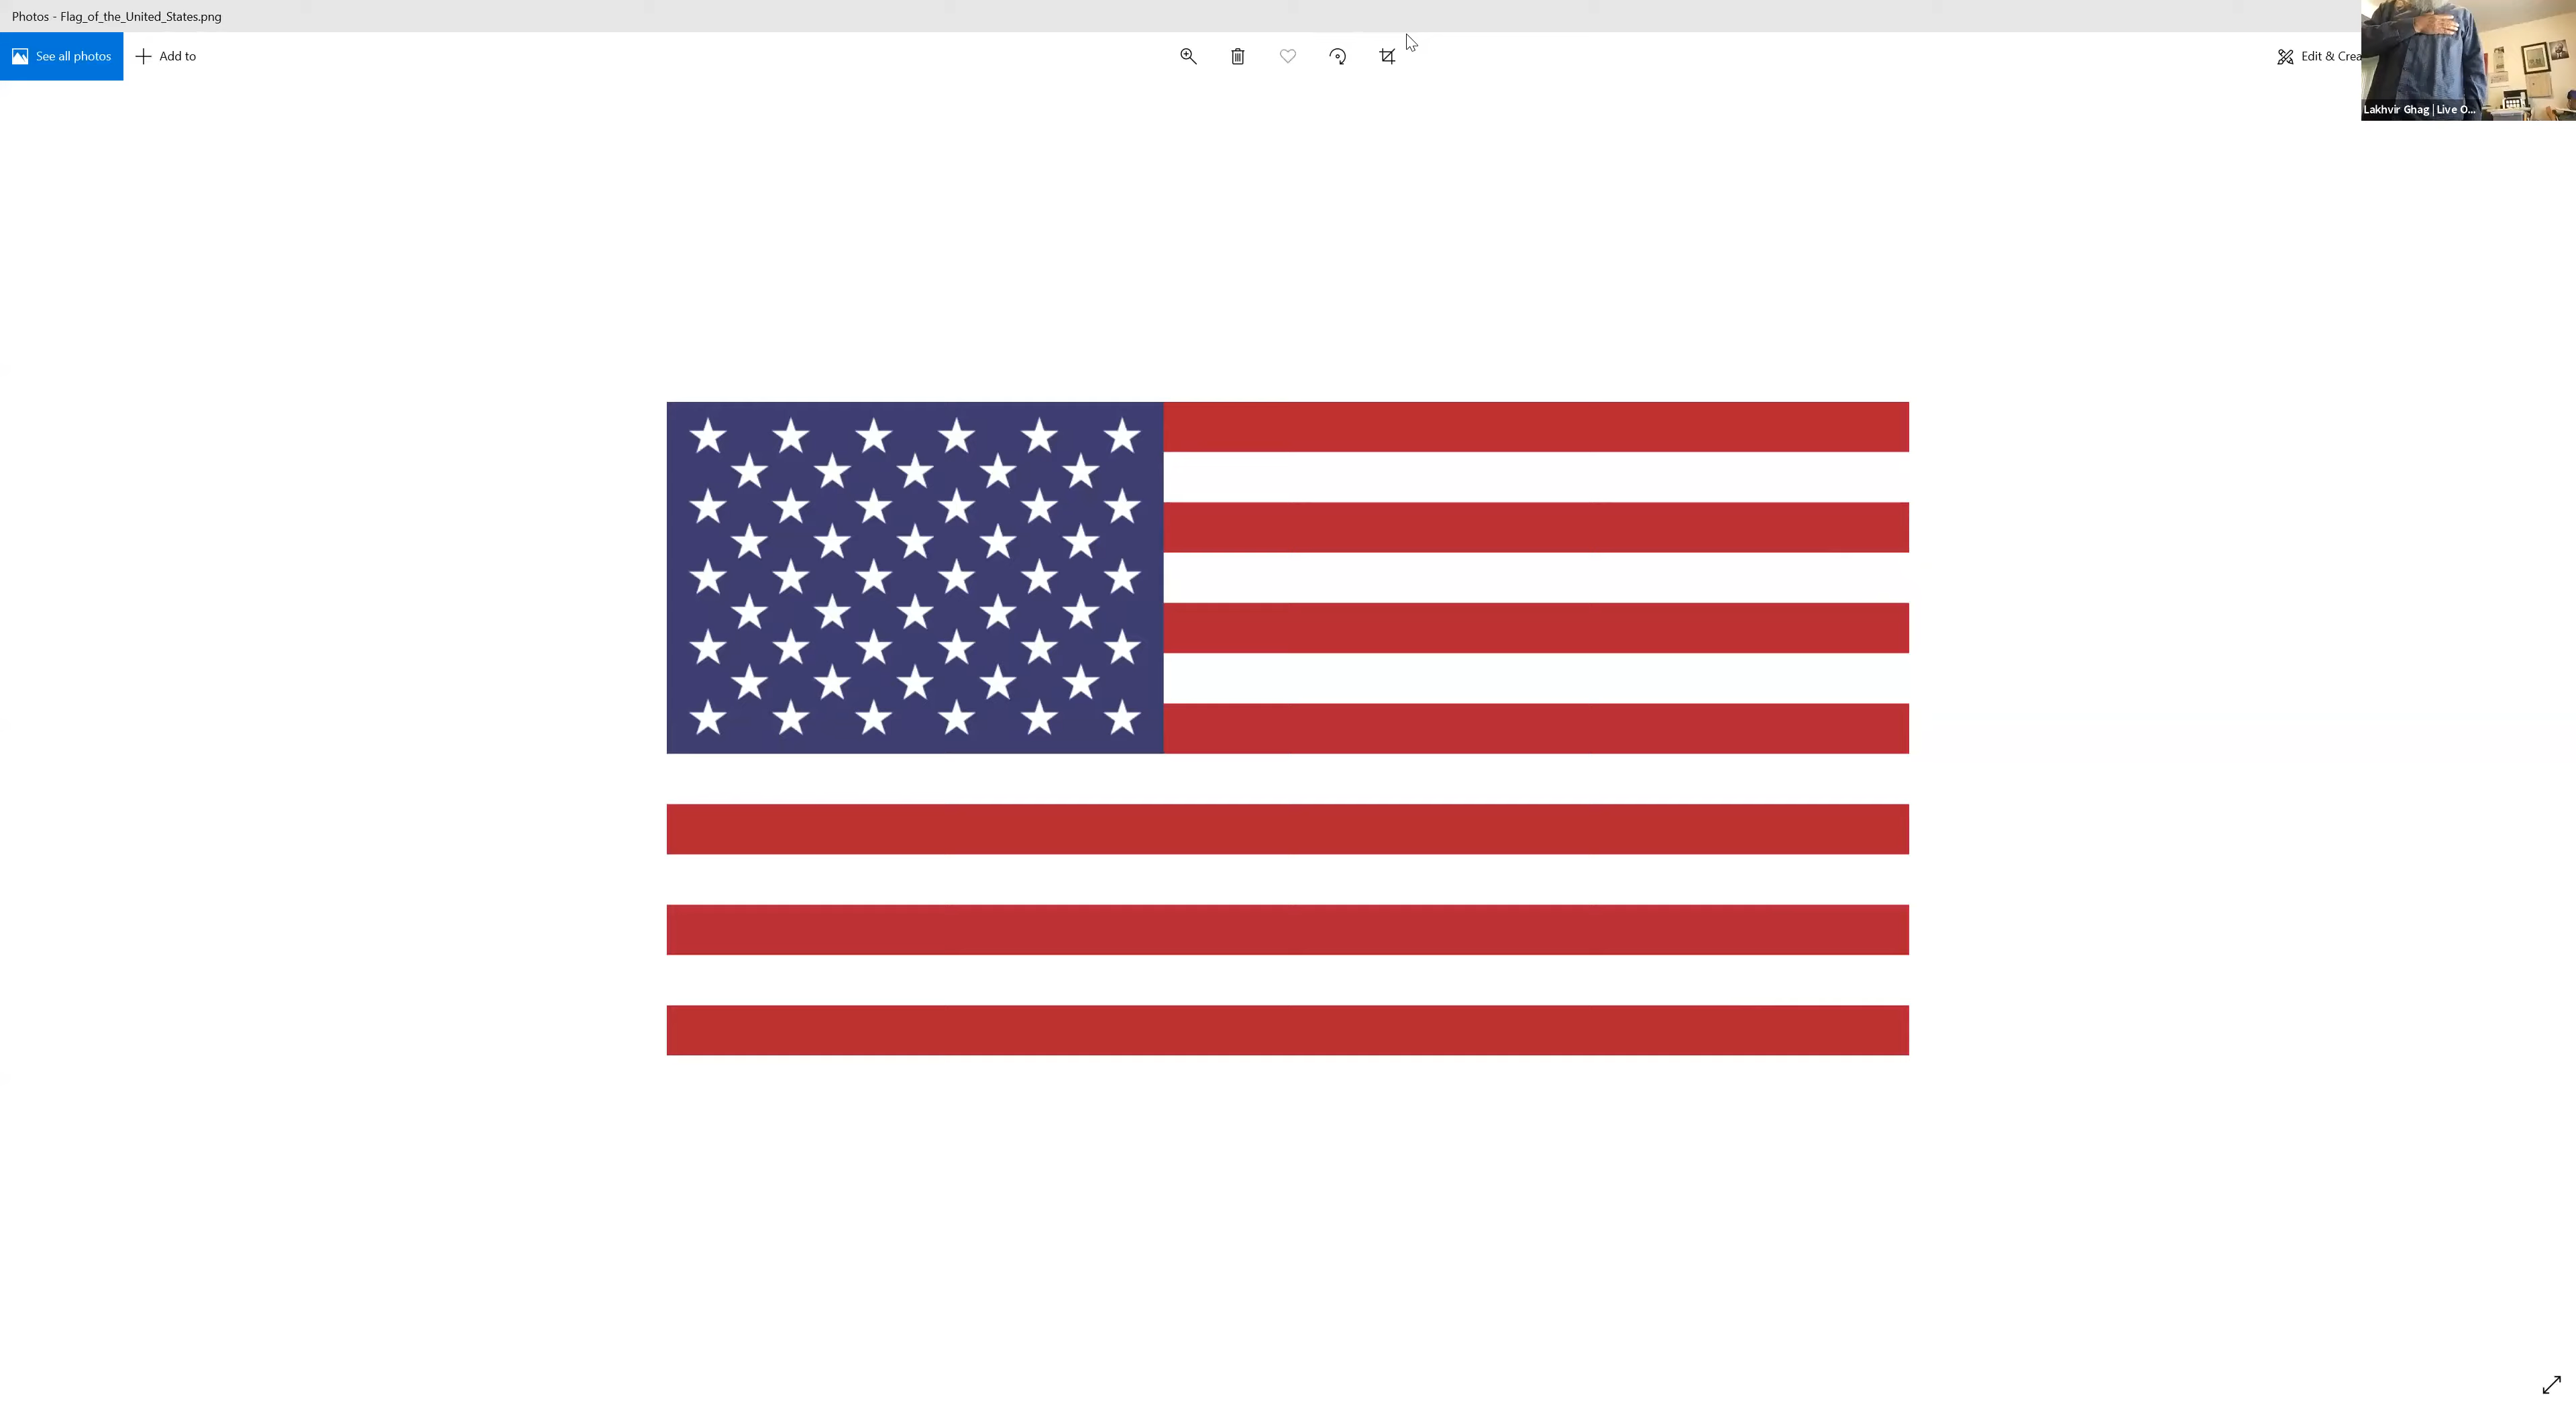 Photos - Flag_of_the_United_States.png
See all photos
Add to
Edit & Crea
Lakhvir Ghag | Live O...